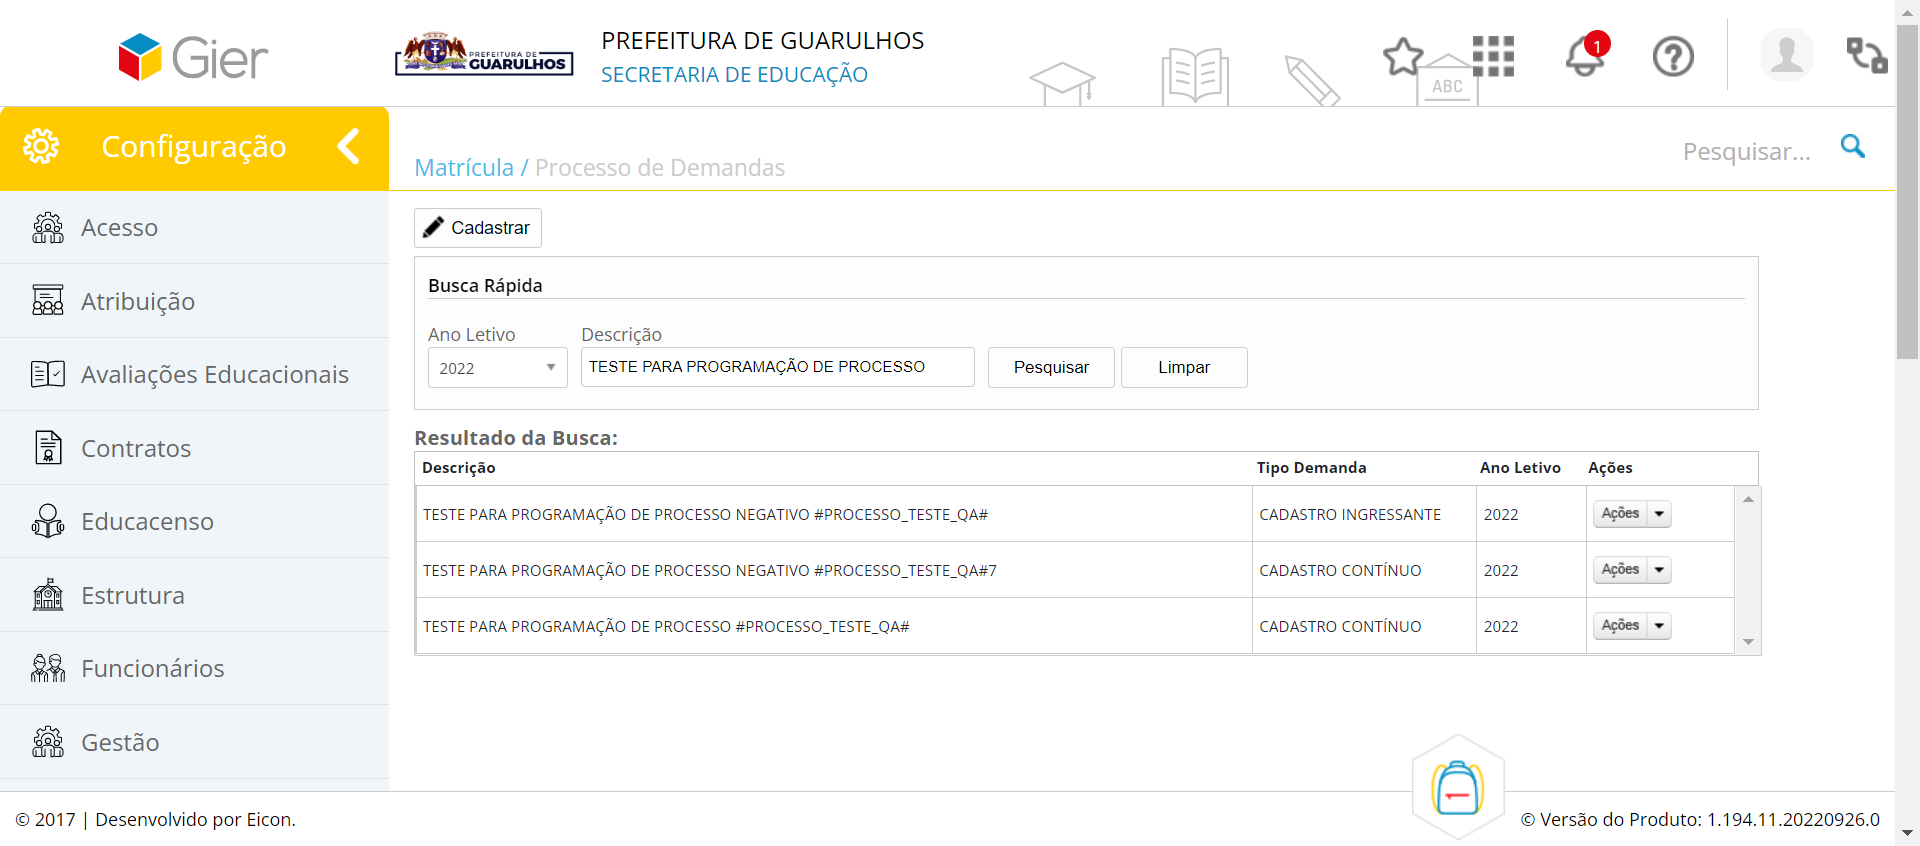 Gier
PREFEITURA DE
GUARULHOS
PREFEITURA DE GUARULHOS
SECRETARIA DE EDUCAÇÃO
ABC
1
Configuração
Matrícula / Processo de Demandas
Pesquisar...
Acesso
Atribuição
Avaliações Educacionais
Contratos
Educacenso
Estrutura
Funcionários
Gestão
Cadastrar
Busca Rápida
Ano Letivo Descrição
2022 TESTE PARA PROGRAMAÇÃO DE PROCESSO Pesquisar Limpar
Resultado da Busca:
Descrição Tipo Demanda Ano Letivo Ações
TESTE PARA PROGRAMAÇÃO DE PROCESSO NEGATIVO #PROCESSO_TESTE_QA# CADASTRO INGRESSANTE 2022 Ações
TESTE PARA PROGRAMAÇÃO DE PROCESSO NEGATIVO #PROCESSO_TESTE_QA#7 CADASTRO CONTÍNUO 2022 Ações
TESTE PARA PROGRAMAÇÃO DE PROCESSO #PROCESSO_TESTE_QA# CADASTRO CONTÍNUO 2022 Ações
© 2017 | Desenvolvido por Eicon.
© Versão do Produto: 1.194.11.20220926.0